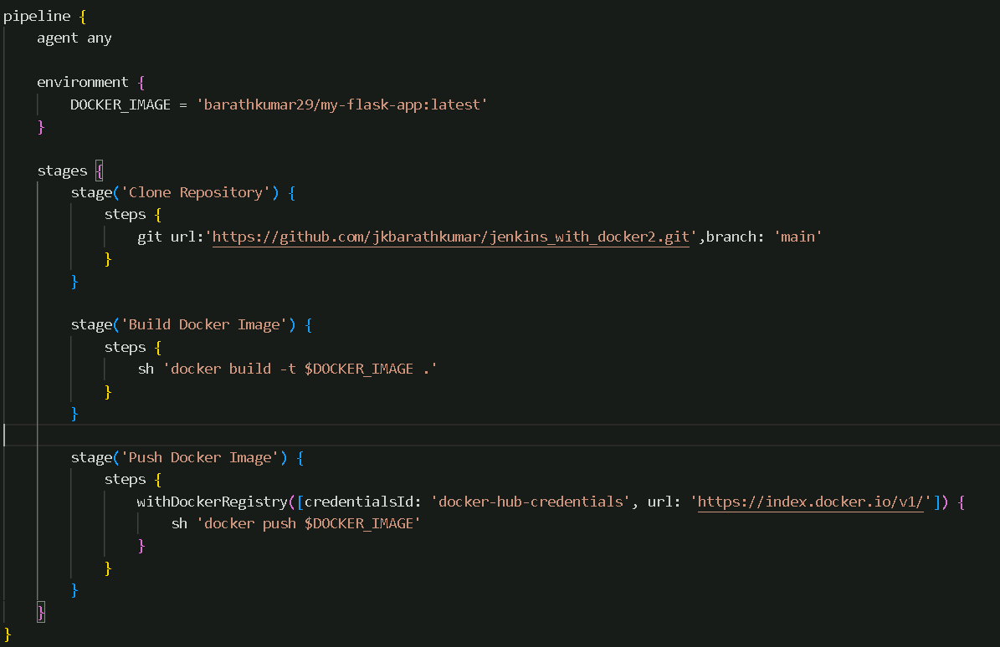 pipeline {
    agent any

    environment {
        DOCKER_IMAGE = 'barathkumar29/my-flask-app:latest'
    }

    stages {
        stage('Clone Repository') {
            steps {
                git url:'https://github.com/jkbarathkumar/jenkins_with_docker2.git',branch: 'main'
            }
        }

        stage('Build Docker Image') {
            steps {
                sh 'docker build -t $DOCKER_IMAGE .'
            }
        }

        stage('Push Docker Image') {
            steps {
                withDockerRegistry([credentialsId: 'docker-hub-credentials', url: 'https://index.docker.io/v1/']) {
                    sh 'docker push $DOCKER_IMAGE'
                }
            }
        }
    }
}